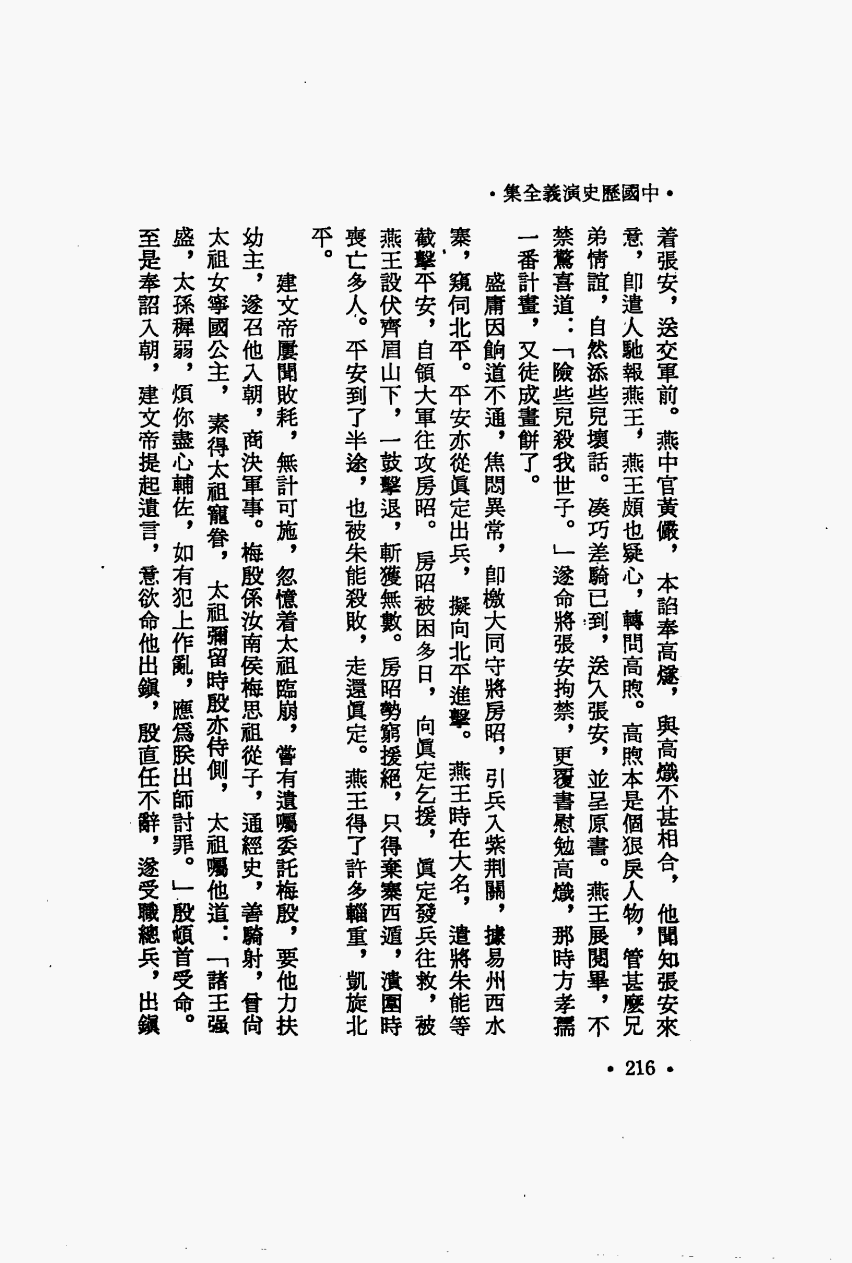 •中國歷史演義全集•
着張安，送交軍前。燕中官黃儼，本諂奉高燧，與高熾不甚相合，他聞知張安來
意，卽遣人馳報燕王，燕王頗也疑心，轉問高煦。高煦本是個狠戾人物，管甚麼兄
弟情誼，自然添些兒壞話。湊巧差騎已到，送入張安，並呈原書。燕王展閱畢，不
禁驚喜道：「險些兒殺我世子。」遂命將張安拘禁，更覆書慰勉高熾，那時方孝孺
一番計畫，又徒成畫餅了。
盛庸因餉道不通，焦悶異常，卽檄大同守將房昭，引兵入紫荆關，據易州西水
寨，窺伺北平。平安亦從眞定出兵，擬向北平進擊。燕王時在大名，遣將朱能等
截擊平安，自領大軍往攻房昭。房昭被困多日，向眞定乞援，眞定發兵往救，被
燕王設伏齊眉山下，一鼓擊退，斬獲無數。房昭勢窮援絕，只得棄寨西遁，潰圍時
喪亡多人。平安到了半途，也被朱能殺敗，走還眞定。燕王得了許多輜重，凱旋北
平。
建文帝屢聞敗耗，無計可施，忽憶着太祖臨崩，嘗有遺囑委託梅殷，要他力扶
幼主，遂召他入朝，商決軍事。梅殷係汝南侯梅思祖從子，通經史，善騎射，曾尙
太祖女寧國公主，素得太祖寵眷，太祖彌留時殷亦侍側，太祖囑他道：「諸王强
盛，太孫穉弱，煩你盡心輔佐，如有犯上作亂，應爲朕出師討罪。」殷頓首受命。
至是奉詔入朝，建文帝提起遺言，意欲命他出鎭，殷直任不辭，遂受職總兵，出鎭
•216•